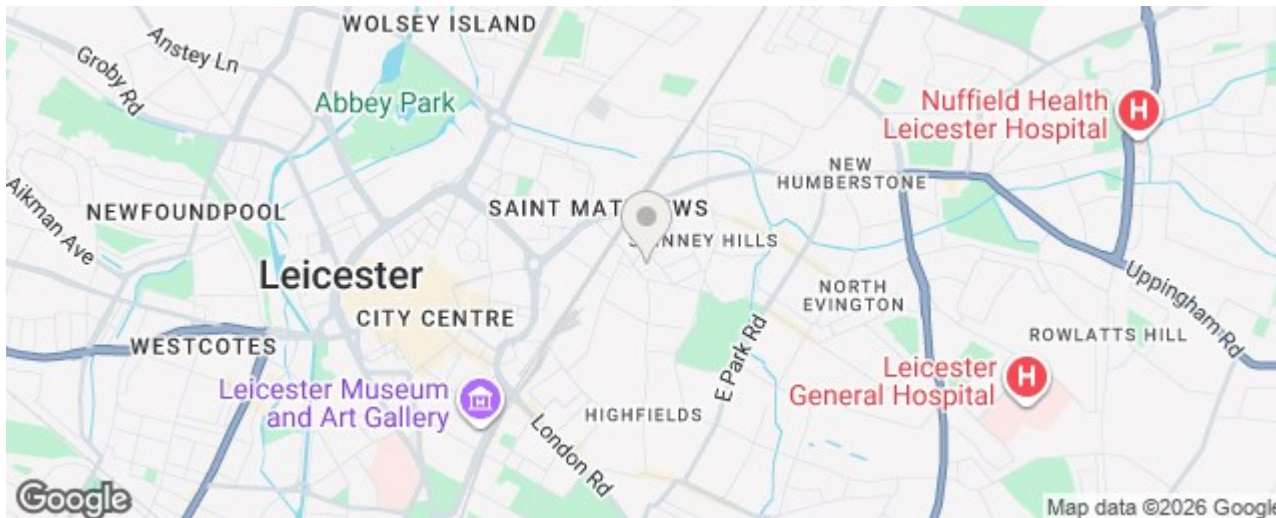 WOLSEY ISLAND
Anstey Ln
Groby Rd
Abbey Park
Nuffield Health
Leicester Hospital
H
NEW
HUMBERSTONE
Aikman Ave
NEWFOUNDPOOL
SAINT MAT
WS
NNEY HILLS
Leicester
CITY CENTRE
NORTH
EVINGTON
Uppingham Rd
ROWLATTS HILL
WESTCOTES
E Park Rd
Leicester
General Hospital
H
Leicester Museum
and Art Gallery
HIGHFIELDS
London Rd
Google
Map data ©2026 Google